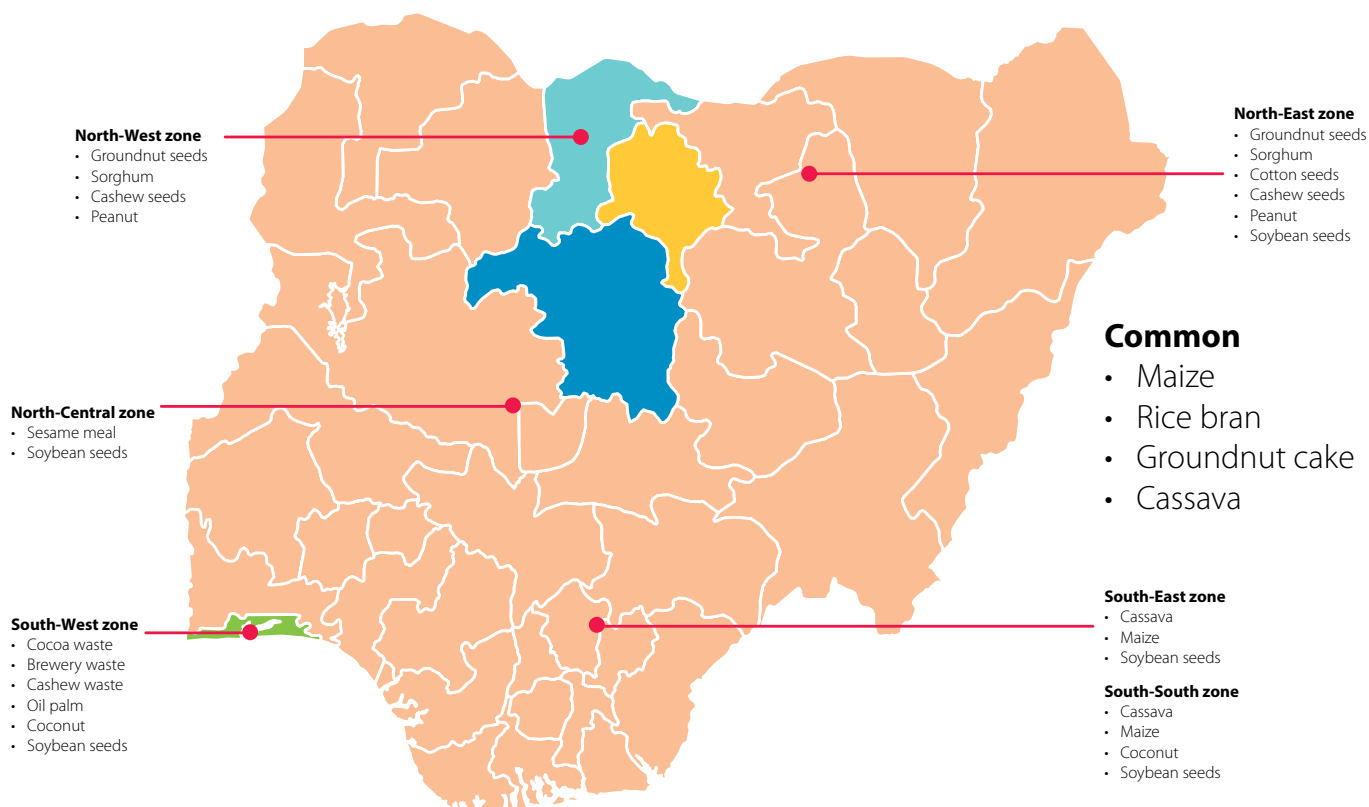 North-West zone
• Groundnut seeds
• Sorghum
• Cashew seeds
• Peanut
North-East zone
• Groundnut seeds
• Sorghum
• Cotton seeds
• Cashew seeds
• Peanut
• Soybean seeds
Common
• Maize
• Rice bran
• Groundnut cake
• Cassava
North-Central zone
• Sesame meal
• Soybean seeds
South-West zone
• Cocoa waste
• Brewery waste
• Cashew waste
• Oil palm
• Coconut
• Soybean seeds
South-East zone
• Cassava
• Maize
• Soybean seeds
South-South zone
• Cassava
• Maize
• Coconut
• Soybean seeds